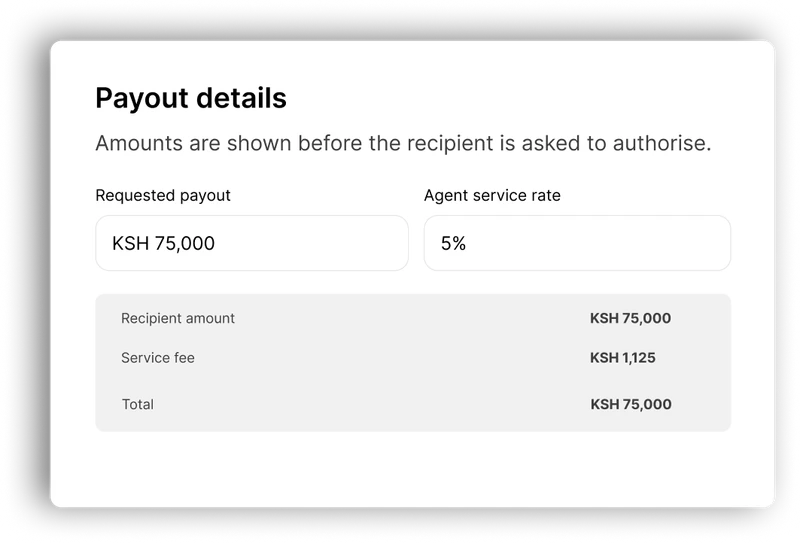 Payout details
Amounts are shown before the recipient is asked to authorise.
Requested payout Agent service rate
KSH 75,000 5%
Recipient amount KSH 75,000
Service fee KSH 1,125
Total KSH 75,000